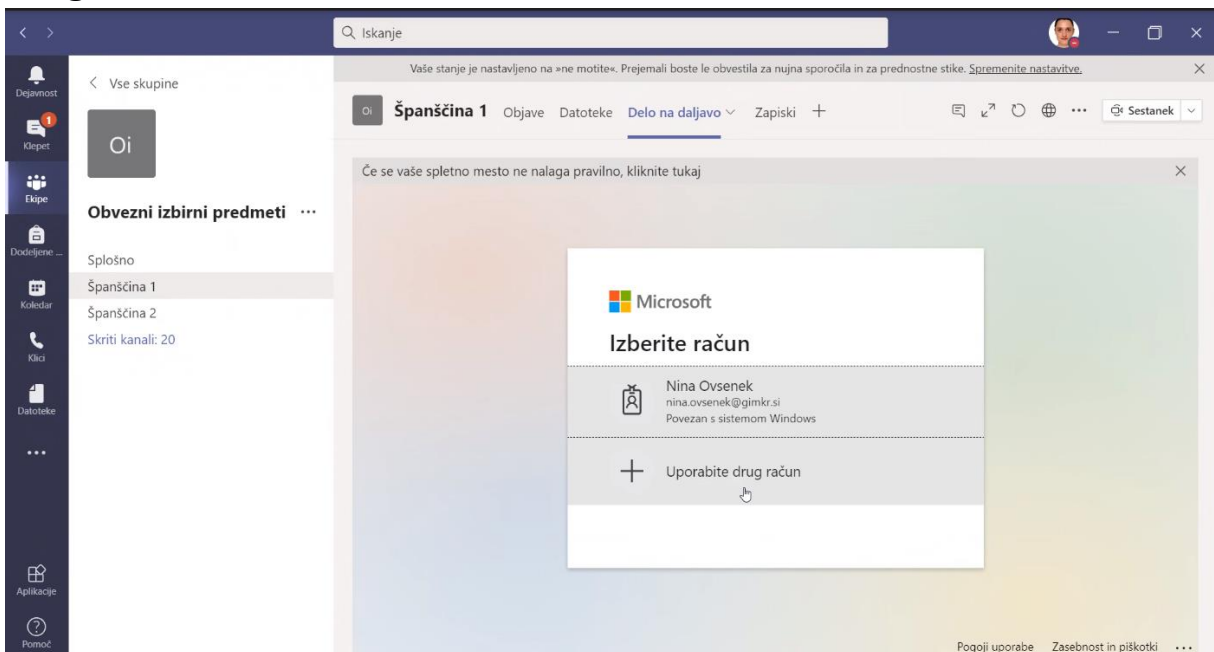 Iskanje
Dejavnost
Klepet
1
Ekipe
Dodeljene ...
Koledar
Klici
Datoteke
Aplikacije
Pomoč
Vse skupine
Oi
Obvezni izbirni predmeti ...
Splošno
Španščina 1
Španščina 2
Skriti kanali: 20
Vaše stanje je nastavljeno na »ne motite«. Prejemali boste le obvestila za nujna sporočila in za prednostne stike. Spremenite nastavitve.
Oi Španščina 1 Objave Datoteke Delo na daljavo Zapiski Sestanek
Če se vaše spletno mesto ne nalaga pravilno, kliknite tukaj
Microsoft
Izberite račun
Nina Ovsenek
nina.ovsenek@gimkr.si
Povezan s sistemom Windows
Uporabite drug račun
Pogoji uporabe Zasebnost in piškotki ...